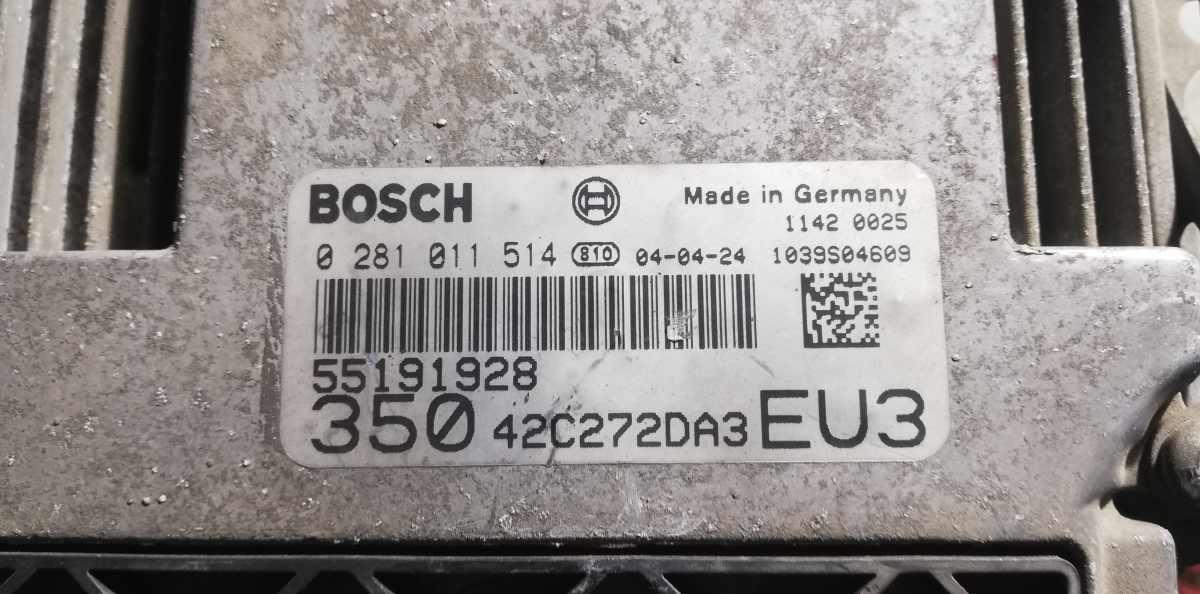 BOSCH Made in Germany
1142 0025
0 281 011 514 810 04-04-24 1039S04609
55191928
350 42C272DA3 EU3